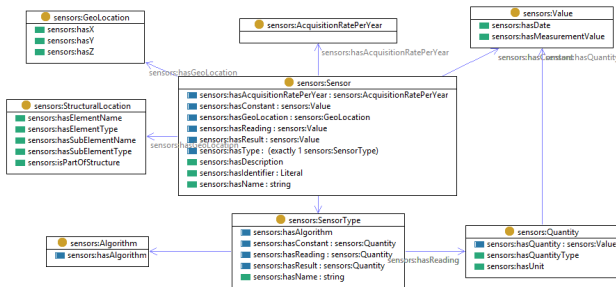 sensors:GeoLocation
sensors:hasX
sensors:hasY
sensors:hasZ
sensors:AcquisitionRatePerYear
sensors:Value
sensors:hasDate
sensors:hasMeasurementValue
sensors:hasGeoLocation
sensors:hasAcquisitionRatePerYear
sensors:hasQuantity
sensors:Sensor
sensors:hasAcquisitionRatePerYear : sensors:AcquisitionRatePerYear
sensors:hasConstant : sensors:Value
sensors:hasGeoLocation : sensors:GeoLocation
sensors:hasReading : sensors:Value
sensors:hasResult : sensors:Value
sensors:hasType : (exactly 1 sensors:SensorType)
sensors:hasDescription
sensors:hasIdentifier : Literal
sensors:hasName : string
sensors:StructuralLocation
sensors:hasElementName
sensors:hasElementType
sensors:hasSubElementName
sensors:hasSubElementType
sensors:isPartOfStructure
sensors:hasGeoLocation
sensors:SensorType
sensors:hasAlgorithm
sensors:hasConstant : sensors:Quantity
sensors:hasReading : sensors:Quantity
sensors:hasResult : sensors:Quantity
sensors:hasName : string
sensors:Algorithm
sensors:hasAlgorithm
sensors:hasReading
sensors:Quantity
sensors:hasQuantity : sensors:Value
sensors:hasQuantityType
sensors:hasUnit